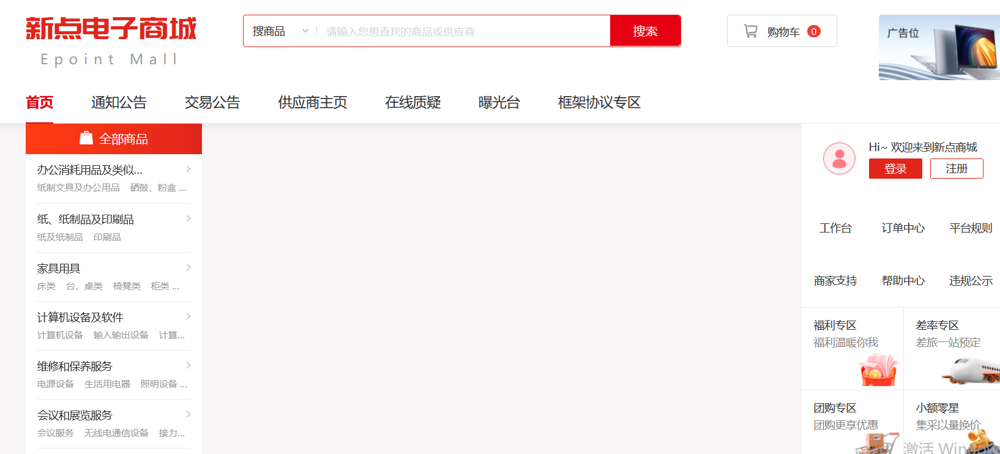 新点电子商城
Epoint Mall
搜商品
请输入您想查找的商品或供应商
搜索
购物车 0
广告位
首页 通知公告 交易公告 供应商主页 在线质疑 曝光台 框架协议专区
全部商品
办公消耗用品及类似...
纸制文具及办公用品 硒鼓、粉盒 ...
纸、纸制品及印刷品
纸及纸制品 印刷品
家具用具
床类 台、桌类 椅凳类 柜类 ...
计算机设备及软件
计算机设备 输入输出设备 计算...
维修和保养服务
电源设备 生活用电器 照明设备 ...
会议和展览服务
会议服务 无线电通信设备 接力...
Hi~ 欢迎来到新点商城
登录 注册
工作台 订单中心 平台规则
商家支持 帮助中心 违规公示
福利专区
福利温暖你我
差率专区
差旅一站预定
团购专区
团购更享优惠
小额零星
集采以量换价
激活 Windows